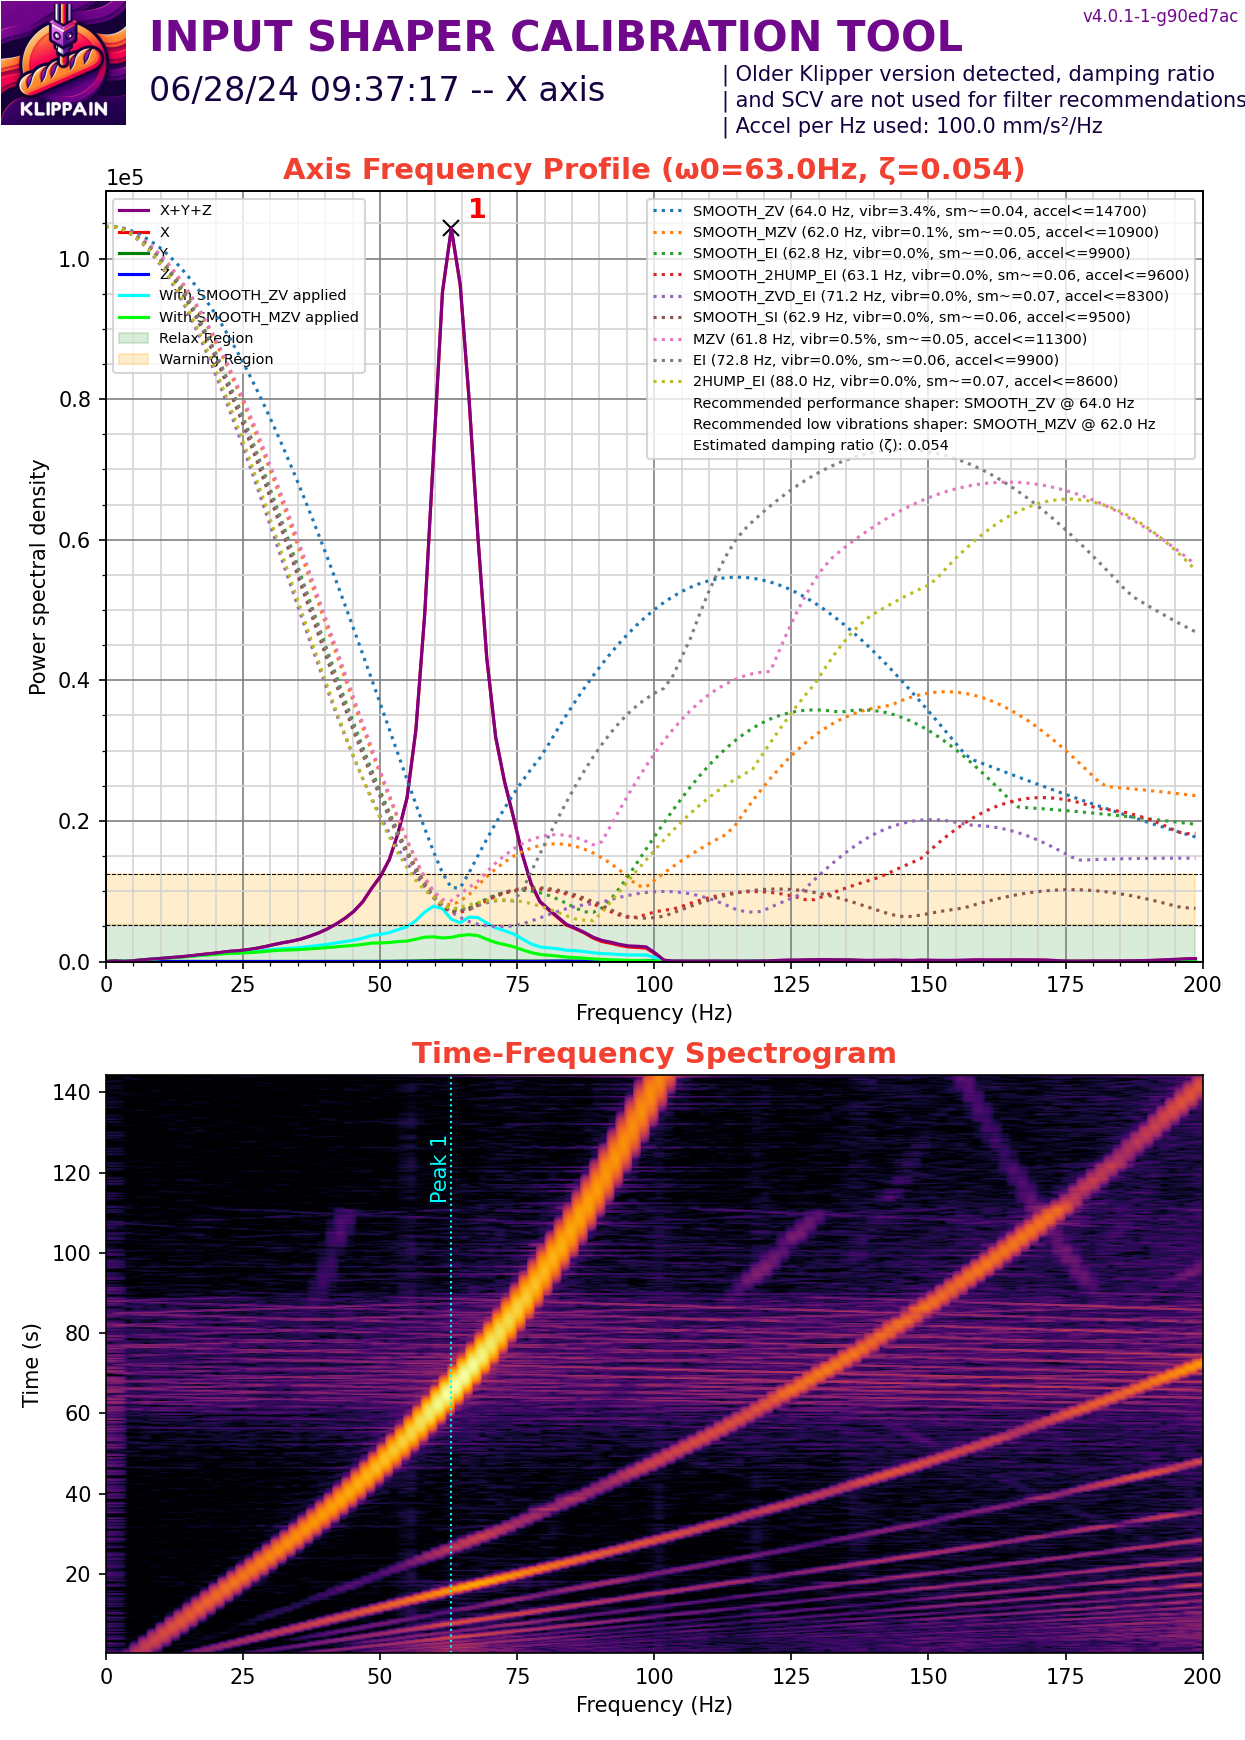 v4.0.1-1-g90ed7ac
INPUT SHAPER CALIBRATION TOOL
KLIPPAIN
06/28/24 09:37:17 -- X axis
| Older Klipper version detected, damping ratio
| and SCV are not used for filter recommendations
| Accel per Hz used: 100.0 mm/s²/Hz
Axis Frequency Profile (ω0=63.0Hz, ζ=0.054)
1e5
1
X+Y+Z
X
Y
Z
With SMOOTH_ZV applied
With SMOOTH_MZV applied
Relax Region
Warning Region
SMOOTH_ZV (64.0 Hz, vibr=3.4%, sm~=0.04, accel<=14700)
SMOOTH_MZV (62.0 Hz, vibr=0.1%, sm~=0.05, accel<=10900)
SMOOTH_EI (62.8 Hz, vibr=0.0%, sm~=0.06, accel<=9900)
SMOOTH_2HUMP_EI (63.1 Hz, vibr=0.0%, sm~=0.06, accel<=9600)
SMOOTH_ZVD_EI (71.2 Hz, vibr=0.0%, sm~=0.07, accel<=8300)
SMOOTH_SI (62.9 Hz, vibr=0.0%, sm~=0.06, accel<=9500)
MZV (61.8 Hz, vibr=0.5%, sm~=0.05, accel<=11300)
EI (72.8 Hz, vibr=0.0%, sm~=0.06, accel<=9900)
2HUMP_EI (88.0 Hz, vibr=0.0%, sm~=0.07, accel<=8600)
Recommended performance shaper: SMOOTH_ZV @ 64.0 Hz
Recommended low vibrations shaper: SMOOTH_MZV @ 62.0 Hz
Estimated damping ratio (ζ): 0.054
Power spectral density
1.0
0.8
0.6
0.4
0.2
0.0
0 25 50 75 100 125 150 175 200
Frequency (Hz)
Time-Frequency Spectrogram
Peak 1
Time (s)
140
120
100
80
60
40
20
0 25 50 75 100 125 150 175 200
Frequency (Hz)